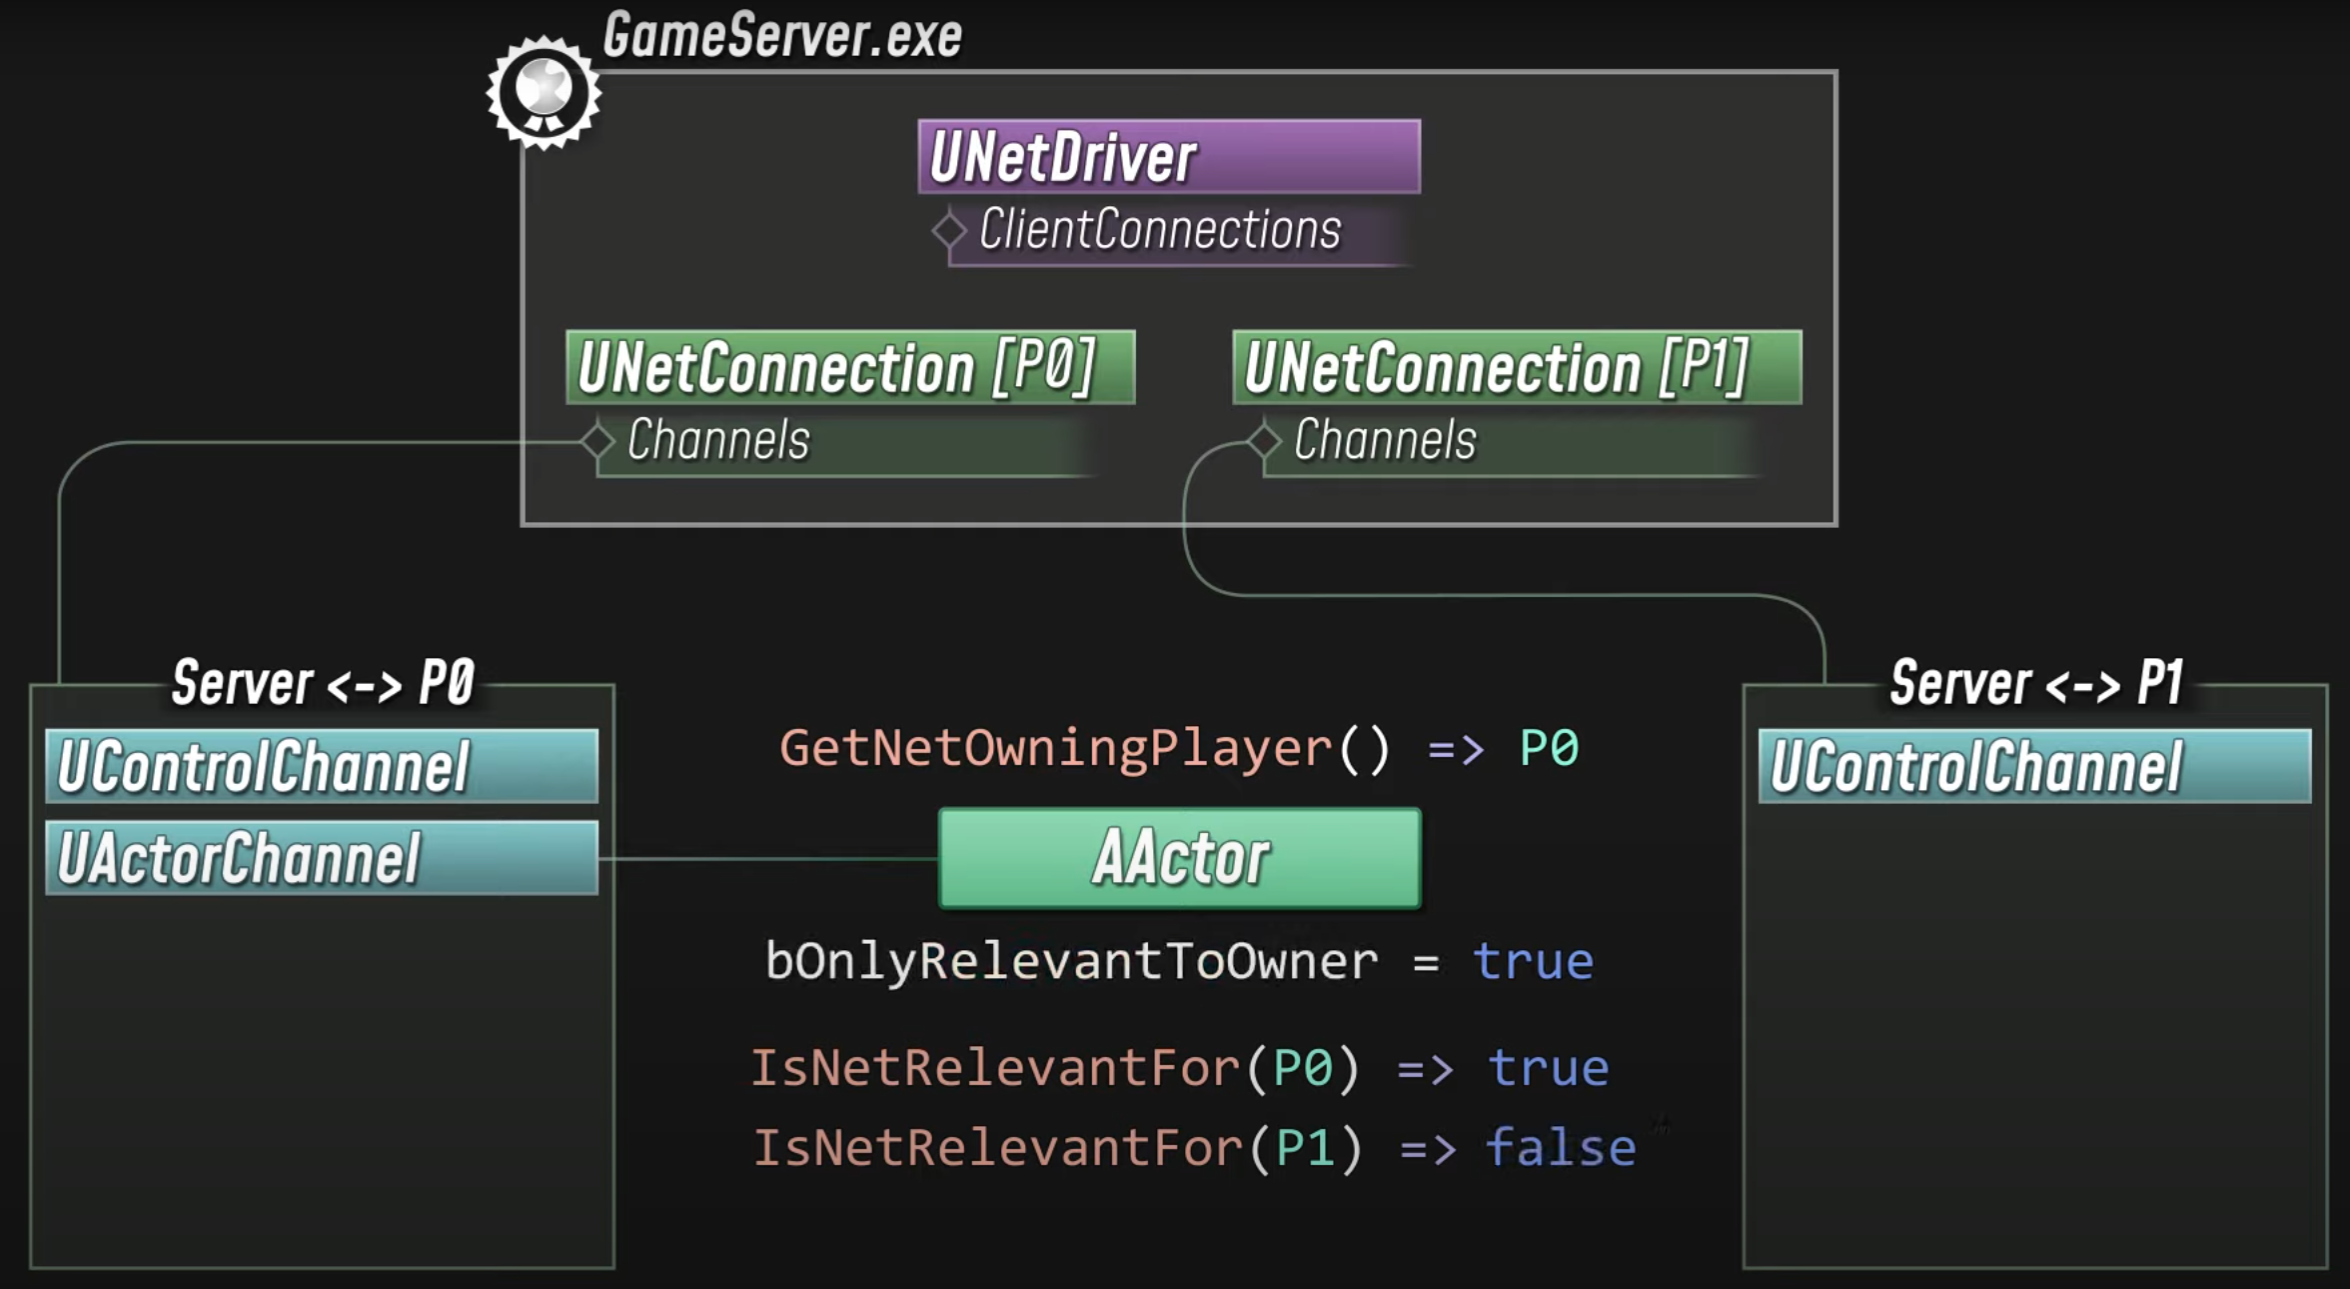 GameServer.exe
UNetDriver
ClientConnections
UNetConnection [P0]
Channels
UNetConnection [P1]
Channels
Server <-> P0
UControlChannel
UActorChannel
GetNetOwningPlayer() => P0
AActor
bOnlyRelevantToOwner = true
IsNetRelevantFor(P0) => true
IsNetRelevantFor(P1) => false
Server <-> P1
UControlChannel